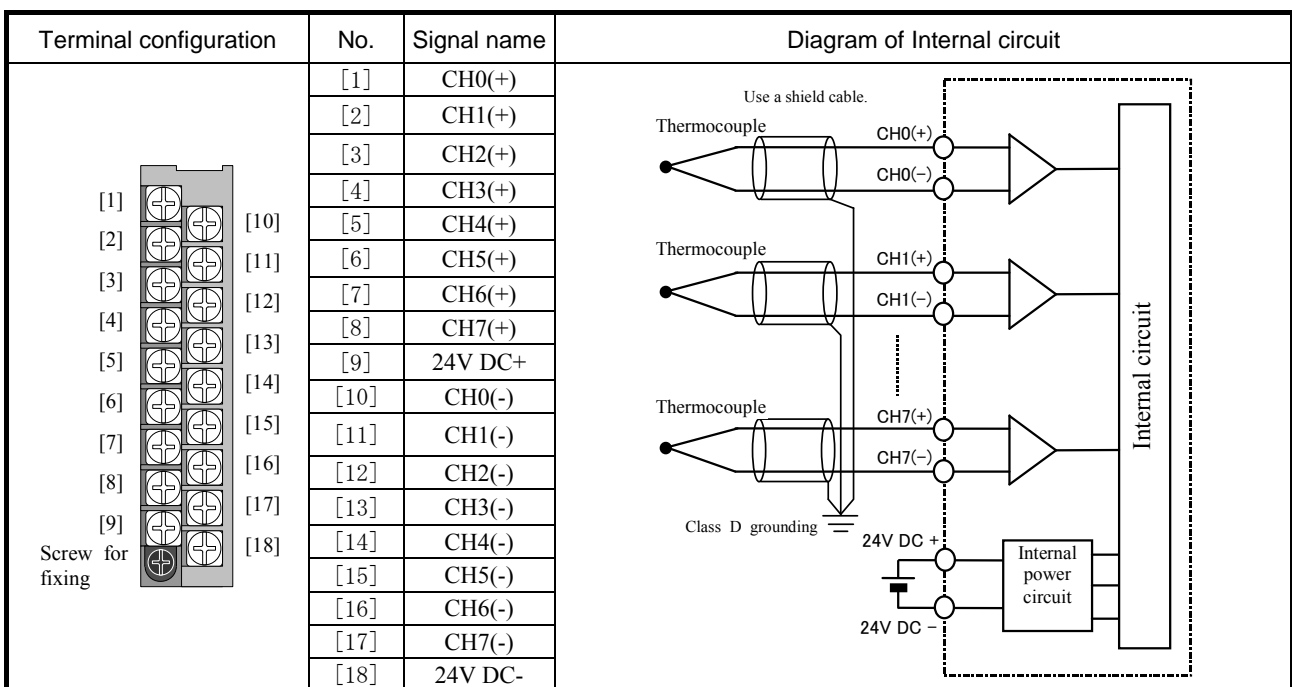 Terminal configuration No. Signal name Diagram of Internal circuit
[1] CH0(+)
[2] CH1(+)
[3] CH2(+)
[4] CH3(+)
[5] CH4(+)
[6] CH5(+)
[7] CH6(+)
[8] CH7(+)
[9] 24V DC+
[10] CH0(-)
[11] CH1(-)
[12] CH2(-)
[13] CH3(-)
[14] CH4(-)
[15] CH5(-)
[16] CH6(-)
[17] CH7(-)
[18] 24V DC-
[1]
[10]
[2]
[11]
[3]
[12]
[4]
[13]
[5]
[14]
[6]
[15]
[7]
[16]
[8]
[17]
[9]
[18]
Screw for
fixing
Use a shield cable.
Thermocouple
CH0(+)
CH0(-)
Thermocouple
CH1(+)
CH1(-)
Thermocouple
CH7(+)
CH7(-)
Class D grounding
24V DC +
24V DC -
Internal
power
circuit
Internal circuit